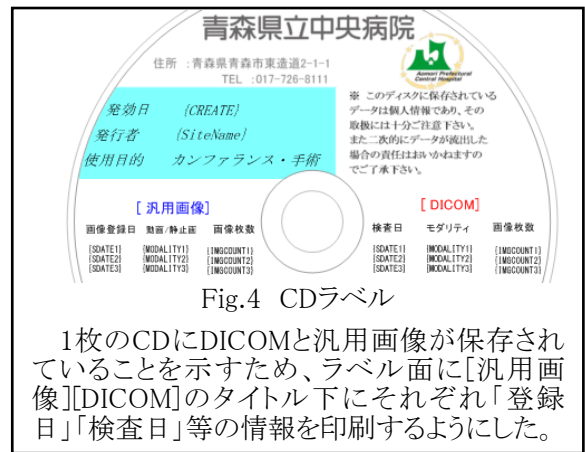 青森県立中央病院
住所 :青森県青森市東造道2-1-1
TEL :017-726-8111
Aomori Prefectural
Central Hospital
発効日 {CREATE}
発行者 {SiteName}
使用目的 カンファランス・手術
※ このディスクに保存されている
データは個人情報であり、その
取扱には十分ご注意下さい。
また二次的にデータが流出した
場合の責任はおいかねますの
でご了承下さい。
[汎用画像]
画像登録日 動画/静止画 画像枚数
{SDATE1} {MODALITY1} {IMGCOUNT1}
{SDATE2} {MODALITY2} {IMGCOUNT2}
{SDATE3} {MODALITY3} {IMGCOUNT3}
[DICOM]
検査日 モダリティ 画像枚数
{SDATE1} {MODALITY1} {IMGCOUNT1}
{SDATE2} {MODALITY2} {IMGCOUNT2}
{SDATE3} {MODALITY3} {IMGCOUNT3}
Fig.4 CDラベル
1枚のCDにDICOMと汎用画像が保存され
ていることを示すため、ラベル面に[汎用画
像][DICOM]のタイトル下にそれぞれ「登録
日」「検査日」等の情報を印刷するようにした。